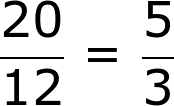 20/12 = 5/3